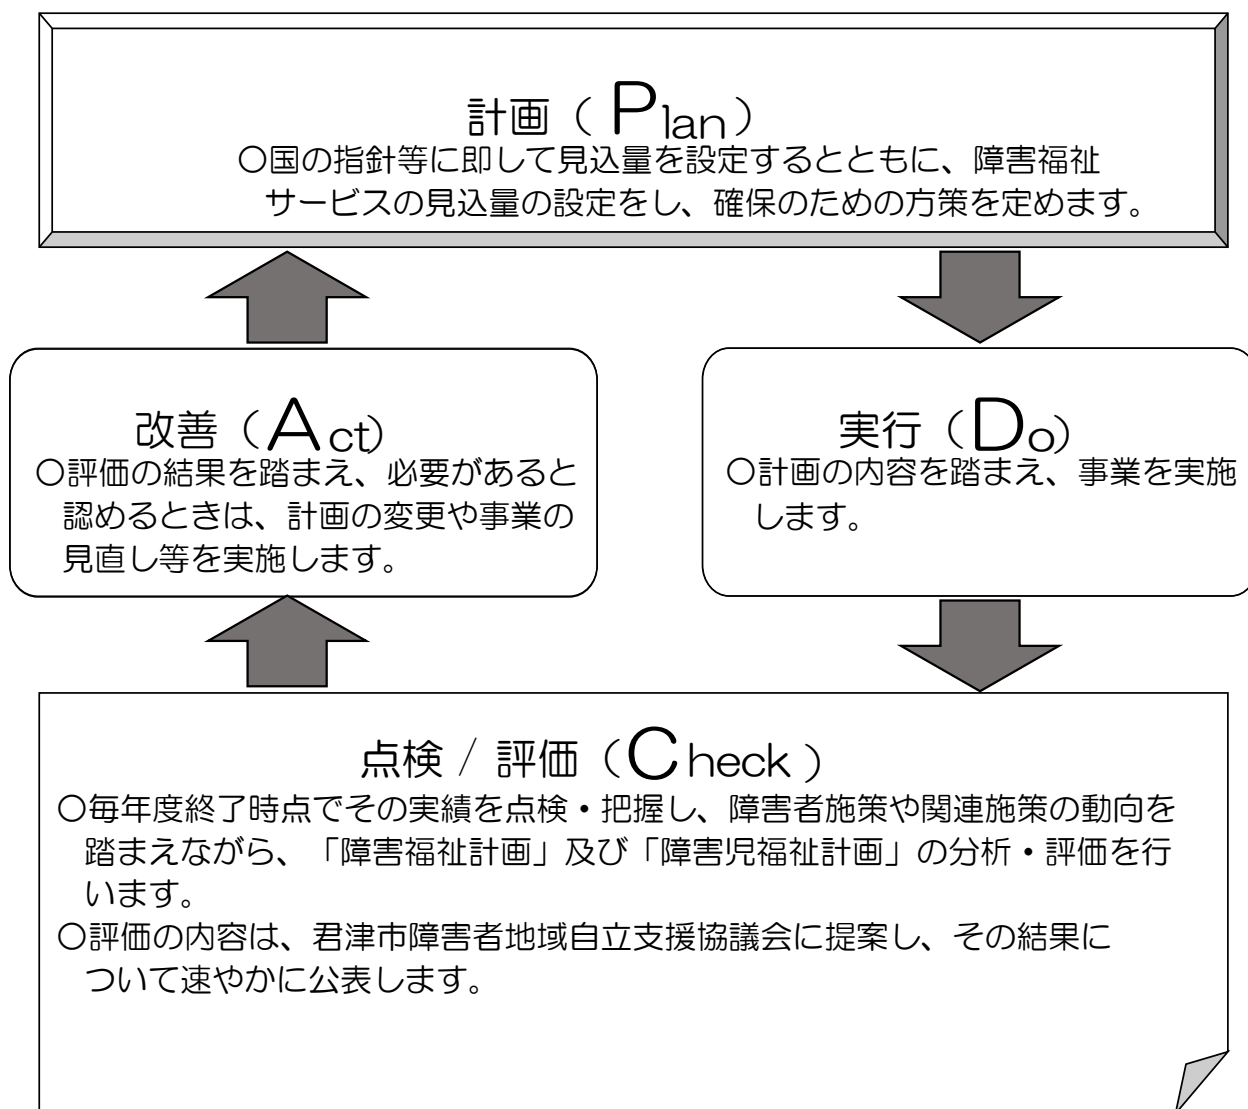 計画（Plan）
〇国の指針等に即して見込量を設定するとともに、障害福祉
サービスの見込量の設定をし、確保のための方策を定めます。
改善（Act）
〇評価の結果を踏まえ、必要があると
認めるときは、計画の変更や事業の
見直し等を実施します。
実行（Do）
〇計画の内容を踏まえ、事業を実施
します。
点検 / 評価（Check）
〇毎年度終了時点でその実績を点検・把握し、障害者施策や関連施策の動向を
踏まえながら、「障害福祉計画」及び「障害児福祉計画」の分析・評価を行
います。
〇評価の内容は、君津市障害者地域自立支援協議会に提案し、その結果に
ついて速やかに公表します。